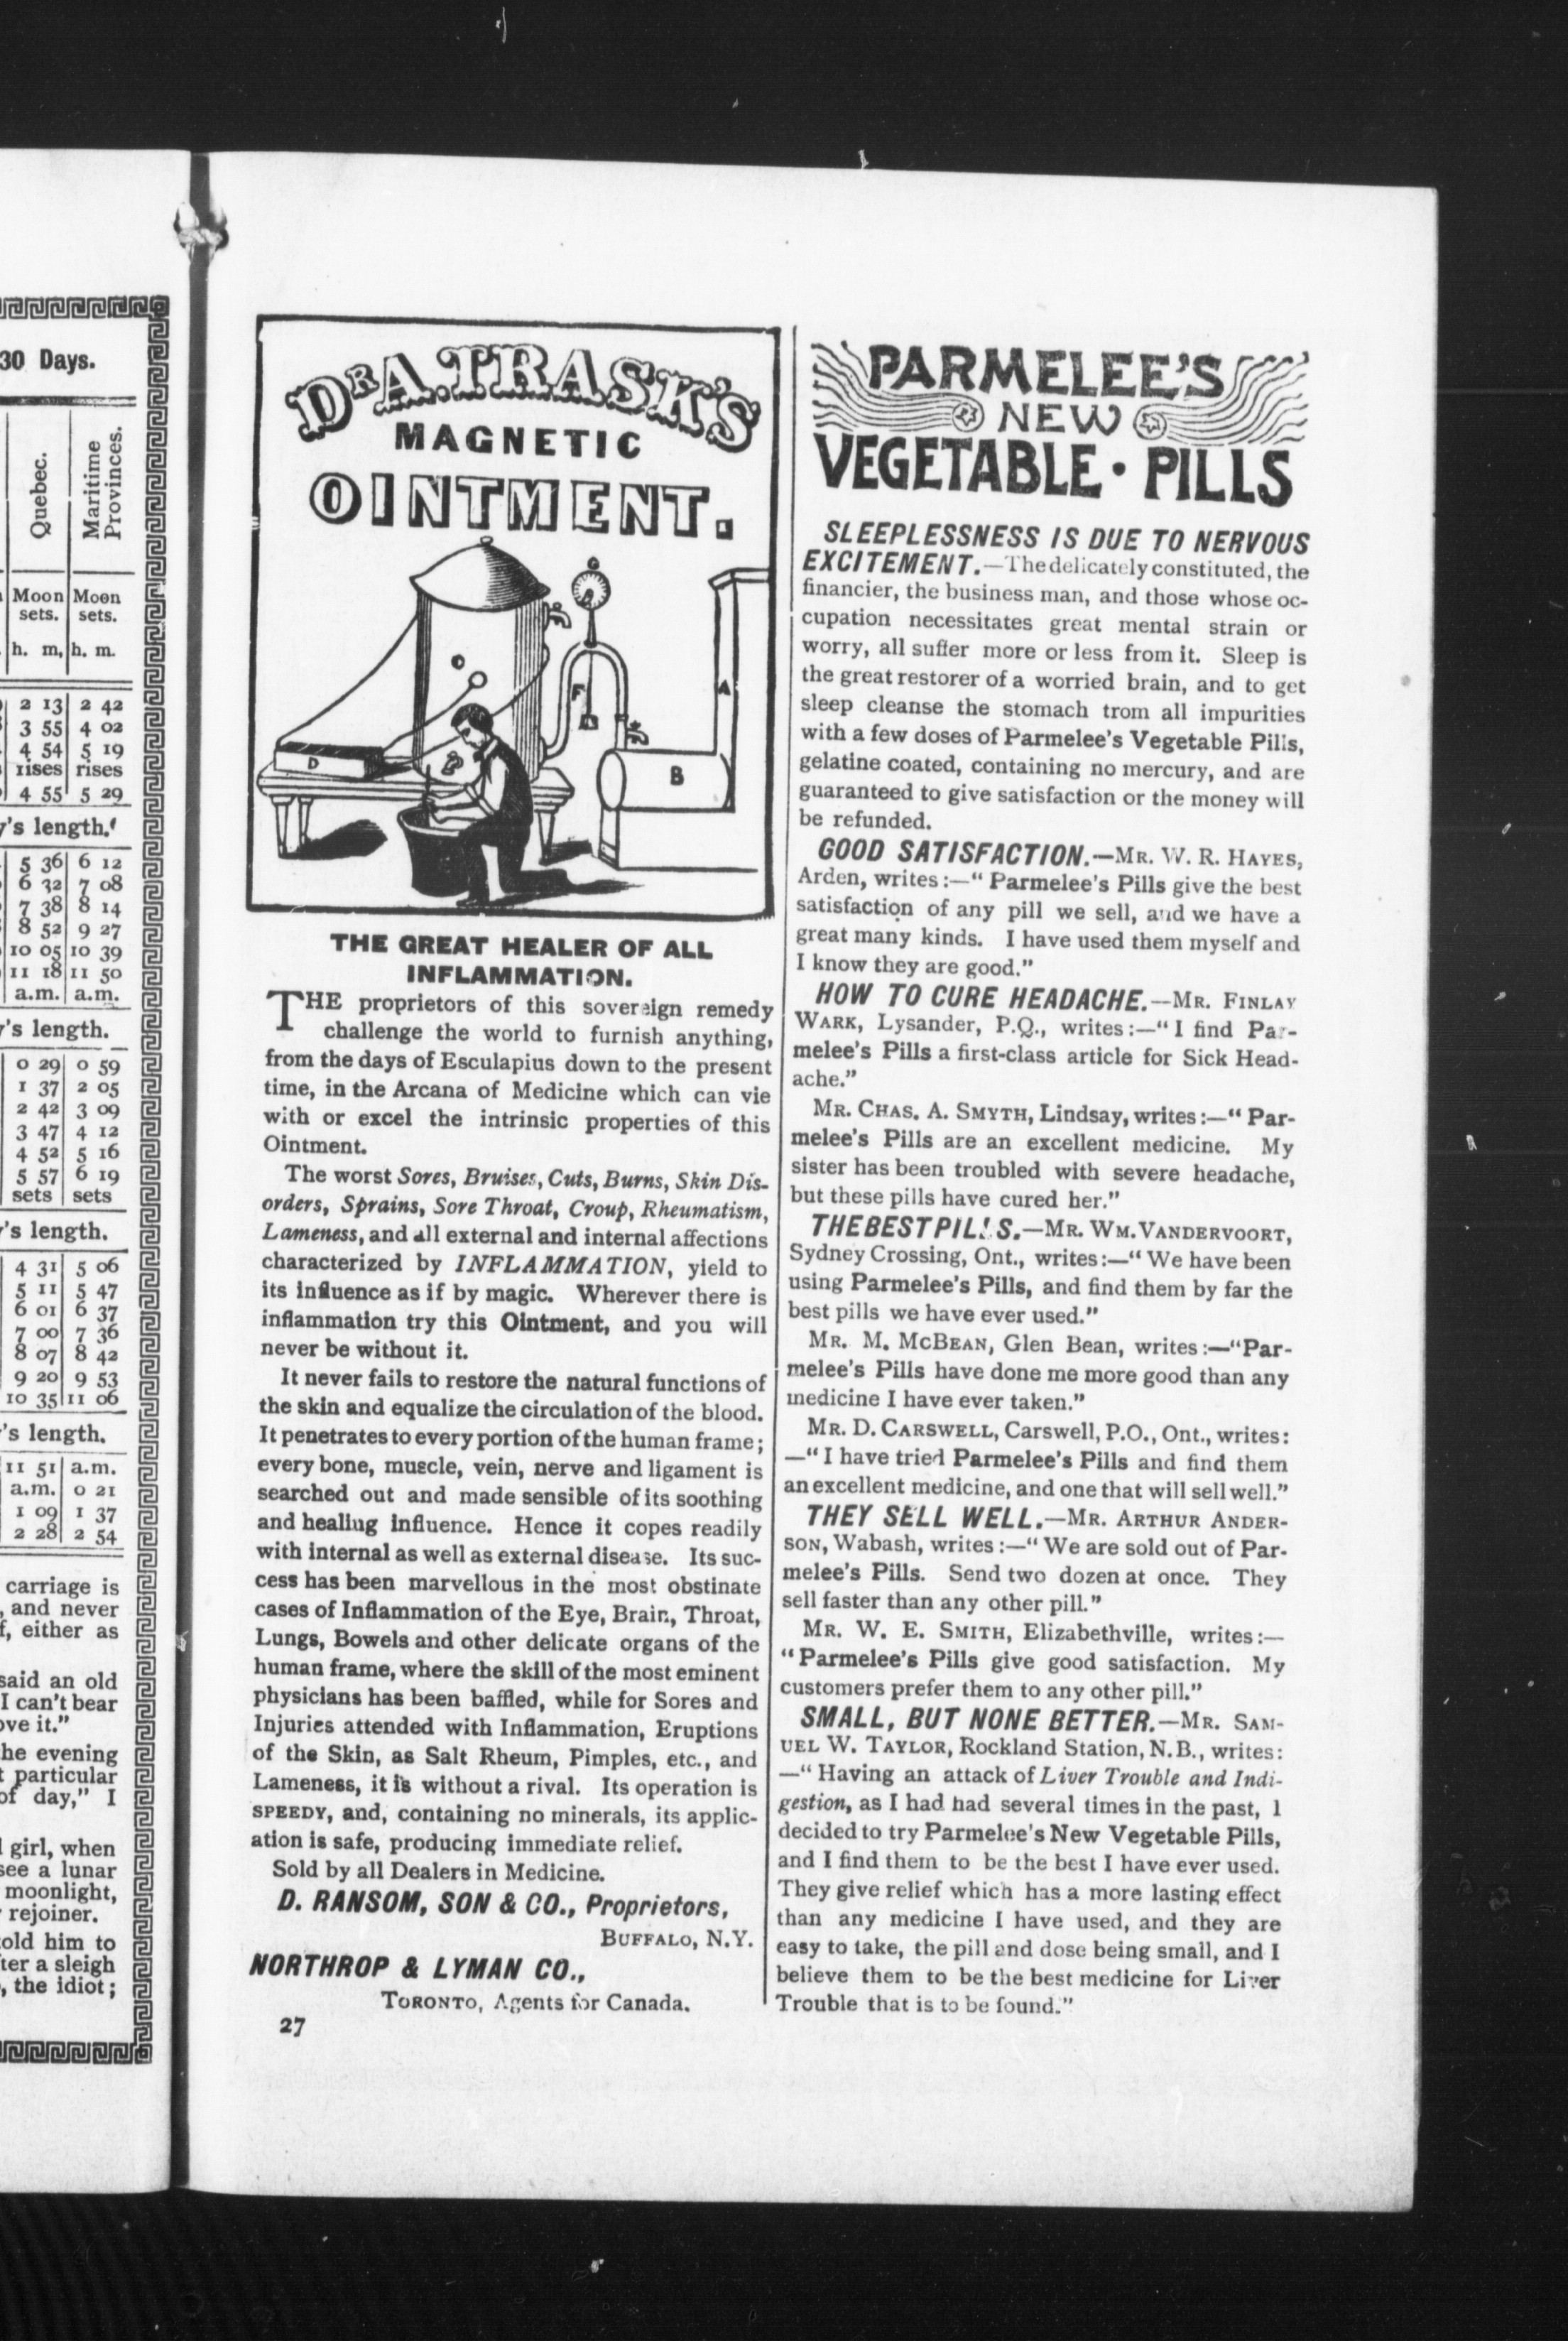 30 Days.
Quebec.
Maritime
Provinces.
Moon Moon
sets. sets.
h. m. h. m.
2 13 2 42
3 55 4 02
4 54 5 19
rises rises
4 55 5 29
's length.
5 36 6 12
6 32 7 08
7 38 8 14
8 52 9 27
10 05 10 39
11 18 11 50
a.m. a.m.
's length.
0 29 0 59
1 37 2 05
2 42 3 09
3 47 4 12
4 52 5 16
5 57 6 19
sets sets
's length.
4 31 5 06
5 11 5 47
6 01 6 37
7 00 7 36
8 07 8 42
9 20 9 53
10 35 11 06
's length.
11 51 a.m.
a.m. 0 21
1 09 1 37
2 28 2 54
carriage is
, and never
f, either as
said an old
I can't bear
ove it."
he evening
t particular
of day," I
girl, when
see a lunar
moonlight,
rejoiner.
told him to
ter a sleigh
, the idiot;
DR. A. TRASK'S
MAGNETIC
OINTMENT.
G
F
A
D
B
THE GREAT HEALER OF ALL
INFLAMMATION.
THE proprietors of this sovereign remedy
challenge the world to furnish anything,
from the days of Esculapius down to the present
time, in the Arcana of Medicine which can vie
with or excel the intrinsic properties of this
Ointment.
The worst Sores, Bruises, Cuts, Burns, Skin Dis-
orders, Sprains, Sore Throat, Croup, Rheumatism,
Lameness, and all external and internal affections
characterized by INFLAMMATION, yield to
its influence as if by magic. Wherever there is
inflammation try this Ointment, and you will
never be without it.
It never fails to restore the natural functions of
the skin and equalize the circulation of the blood.
It penetrates to every portion of the human frame;
every bone, muscle, vein, nerve and ligament is
searched out and made sensible of its soothing
and healiug influence. Hence it copes readily
with internal as well as external disease. Its suc-
cess has been marvellous in the most obstinate
cases of Inflammation of the Eye, Brain, Throat,
Lungs, Bowels and other delicate organs of the
human frame, where the skill of the most eminent
physicians has been baffled, while for Sores and
Injuries attended with Inflammation, Eruptions
of the Skin, as Salt Rheum, Pimples, etc., and
Lameness, it is without a rival. Its operation is
SPEEDY, and, containing no minerals, its applic-
ation is safe, producing immediate relief.
Sold by all Dealers in Medicine.
D. RANSOM, SON & CO., Proprietors,
BUFFALO, N.Y.
NORTHROP & LYMAN CO.,
TORONTO, Agents for Canada.
27
PARMELEE'S
NEW
VEGETABLE · PILLS
SLEEPLESSNESS IS DUE TO NERVOUS
EXCITEMENT.—The delicately constituted, the
financier, the business man, and those whose oc-
cupation necessitates great mental strain or
worry, all suffer more or less from it. Sleep is
the great restorer of a worried brain, and to get
sleep cleanse the stomach trom all impurities
with a few doses of Parmelee's Vegetable Pills,
gelatine coated, containing no mercury, and are
guaranteed to give satisfaction or the money will
be refunded.
GOOD SATISFACTION.—MR. W. R. HAYES,
Arden, writes:—"Parmelee's Pills give the best
satisfaction of any pill we sell, and we have a
great many kinds. I have used them myself and
I know they are good."
HOW TO CURE HEADACHE.—MR. FINLAY
WARK, Lysander, P.Q., writes:—"I find Par-
melee's Pills a first-class article for Sick Head-
ache."
MR. CHAS. A. SMYTH, Lindsay, writes:—"Par-
melee's Pills are an excellent medicine. My
sister has been troubled with severe headache,
but these pills have cured her."
THE BEST PILLS.—MR. WM. VANDERVOORT,
Sydney Crossing, Ont., writes:—"We have been
using Parmelee's Pills, and find them by far the
best pills we have ever used."
MR. M. MCBEAN, Glen Bean, writes:—"Par-
melee's Pills have done me more good than any
medicine I have ever taken."
MR. D. CARSWELL, Carswell, P.O., Ont., writes:
—"I have tried Parmelee's Pills and find them
an excellent medicine, and one that will sell well."
THEY SELL WELL.—MR. ARTHUR ANDER-
SON, Wabash, writes:—"We are sold out of Par-
melee's Pills. Send two dozen at once. They
sell faster than any other pill."
MR. W. E. SMITH, Elizabethville, writes:—
"Parmelee's Pills give good satisfaction. My
customers prefer them to any other pill."
SMALL, BUT NONE BETTER.—MR. SAM-
UEL W. TAYLOR, Rockland Station, N.B., writes:
—"Having an attack of Liver Trouble and Indi-
gestion, as I had had several times in the past, I
decided to try Parmelee's New Vegetable Pills,
and I find them to be the best I have ever used.
They give relief which has a more lasting effect
than any medicine I have used, and they are
easy to take, the pill and dose being small, and I
believe them to be the best medicine for Liver
Trouble that is to be found."